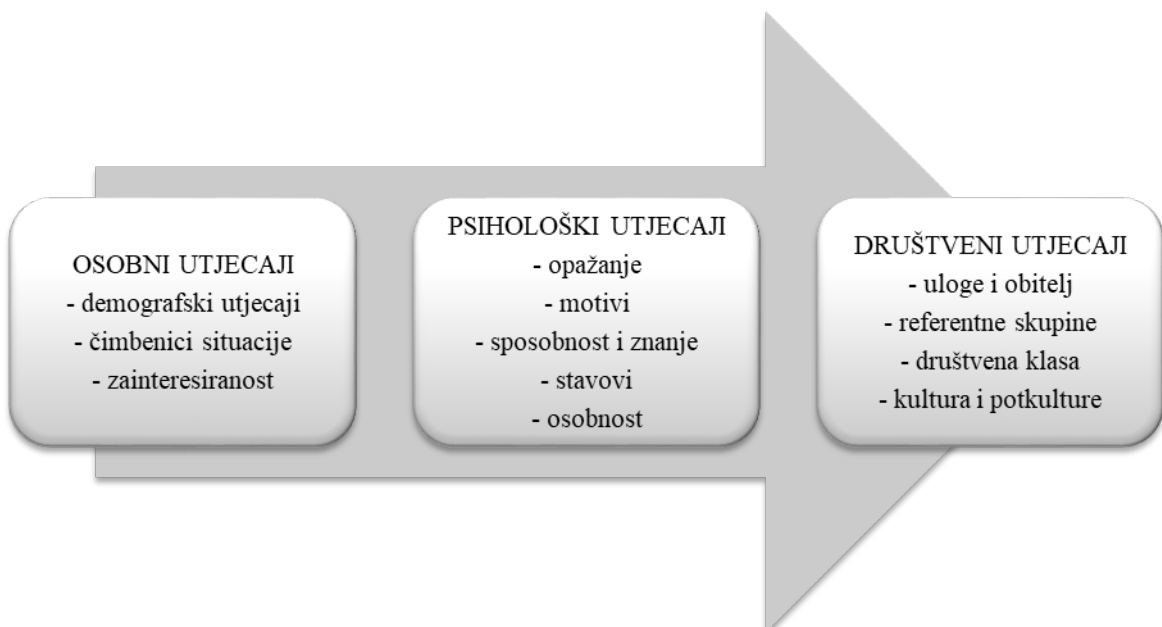 OSOBNI UTJECAJI
- demografski utjecaji
- čimbenici situacije
- zainteresiranost
PSIHOLOŠKI UTJECAJI
- opažanje
- motivi
- sposobnost i znanje
- stavovi
- osobnost
DRUŠTVENI UTJECAJI
- uloge i obitelj
- referentne skupine
- društvena klasa
- kultura i potkulture